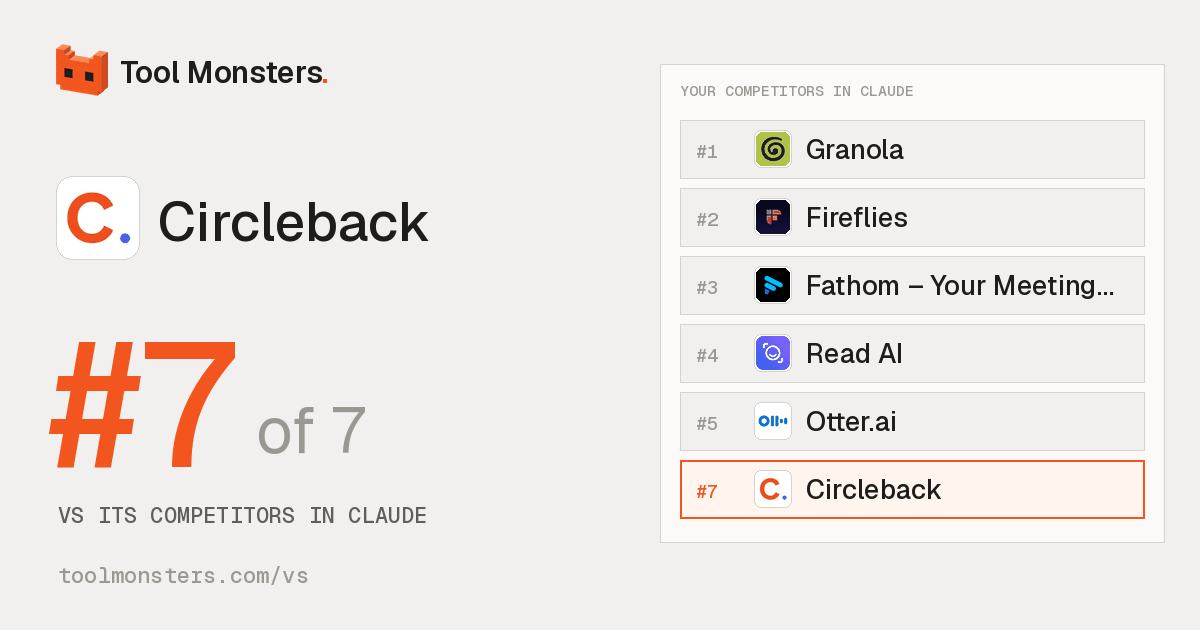 Tool Monsters.
Circleback
#7 of 7
VS ITS COMPETITORS IN CLAUDE
toolmonsters.com/vs
YOUR COMPETITORS IN CLAUDE
#1 Granola
#2 Fireflies
#3 Fathom – Your Meeting...
#4 Read AI
#5 Otter.ai
#7 Circleback